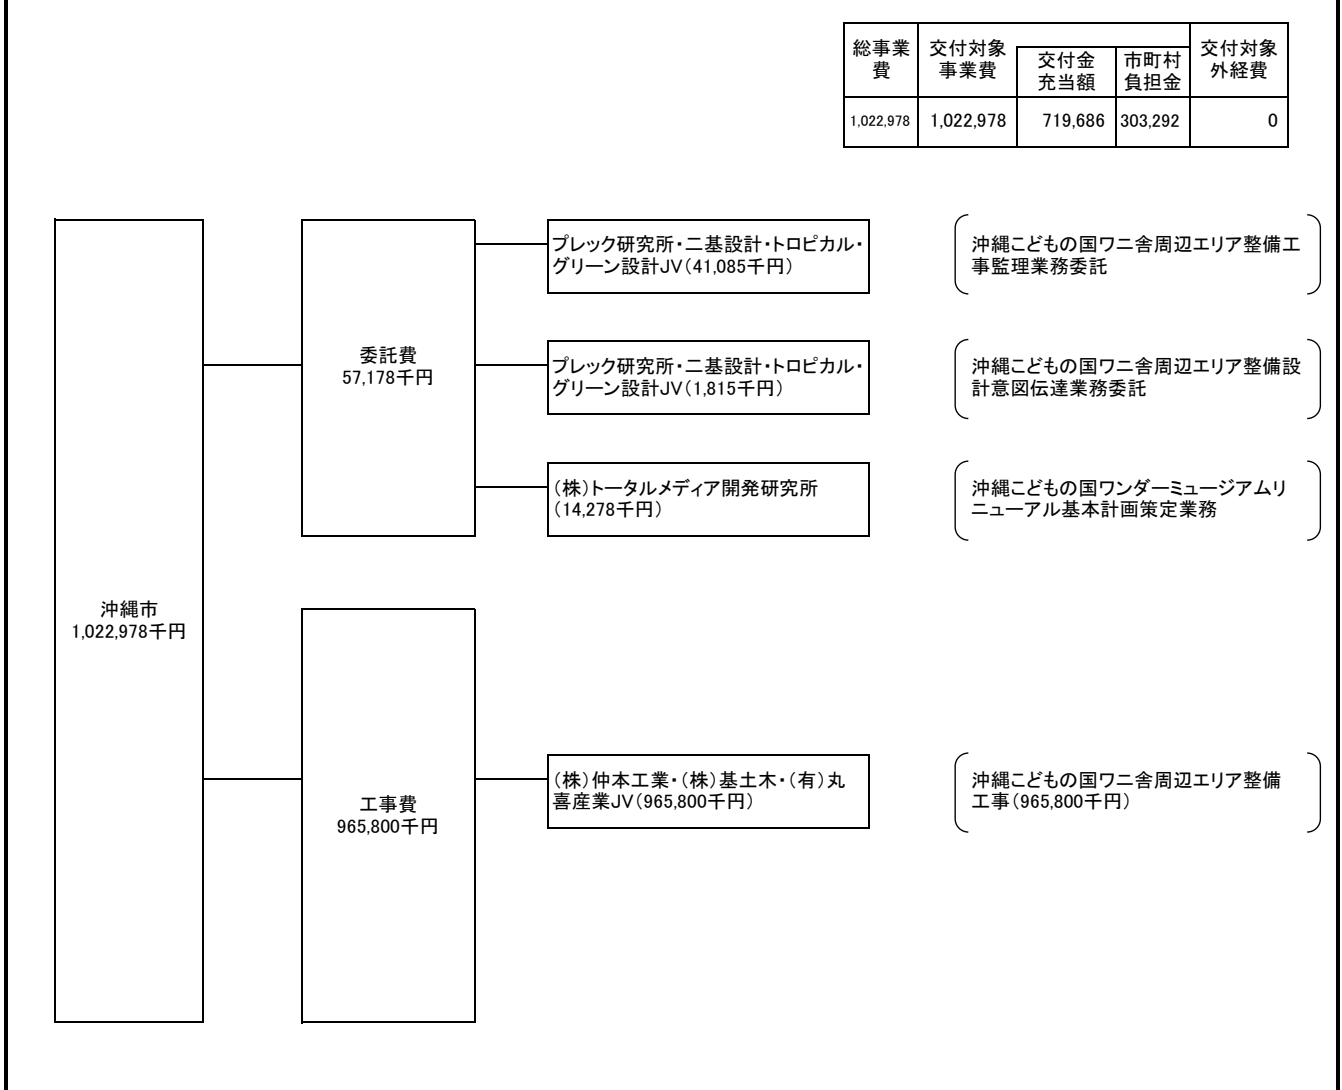 総事業
費
交付対象
事業費
交付金
充当額
市町村
負担金
交付対象
外経費
1,022,978
1,022,978
719,686
303,292
0
プレック研究所・二基設計・トロピカル・
グリーン設計JV(41,085千円)
沖縄こどもの国ワニ舎周辺エリア整備工
事監理業務委託
委託費
57,178千円
プレック研究所・二基設計・トロピカル・
グリーン設計JV(1,815千円)
沖縄こどもの国ワニ舎周辺エリア整備設
計意図伝達業務委託
(株)トータルメディア開発研究所
(14,278千円)
沖縄こどもの国ワンダーミュージアムリ
ニューアル基本計画策定業務
沖縄市
1,022,978千円
工事費
965,800千円
(株)仲本工業・(株)基土木・(有)丸
喜産業JV(965,800千円)
沖縄こどもの国ワニ舎周辺エリア整備
工事(965,800千円)